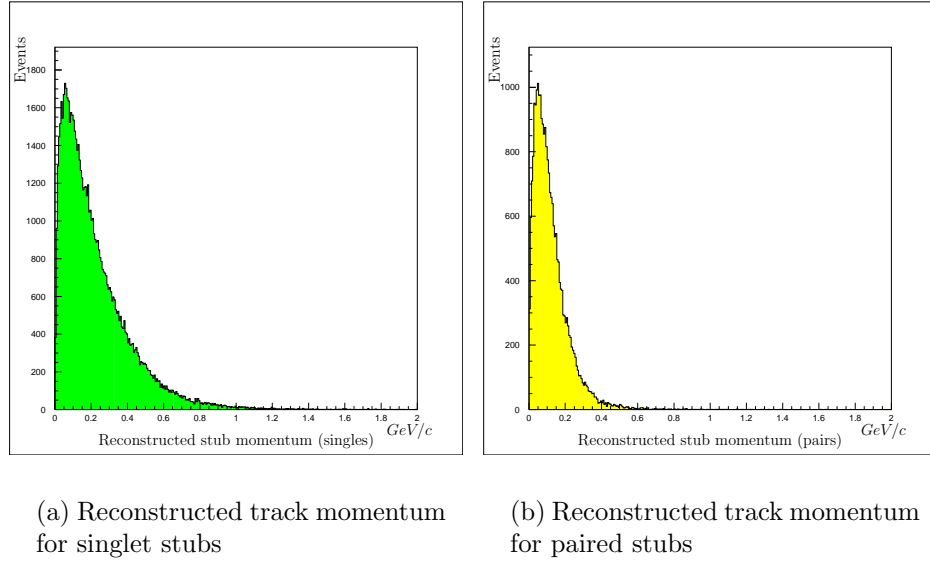 Events
1800
1600
1400
1200
1000
800
600
400
200
0
0 0.2 0.4 0.6 0.8 1 1.2 1.4 1.6 1.8 2
GeV/c
Reconstructed stub momentum (singles)
Events
1000
800
600
400
200
0
0 0.2 0.4 0.6 0.8 1 1.2 1.4 1.6 1.8 2
GeV/c
Reconstructed stub momentum (pairs)
(a) Reconstructed track momentum
for singlet stubs
(b) Reconstructed track momentum
for paired stubs